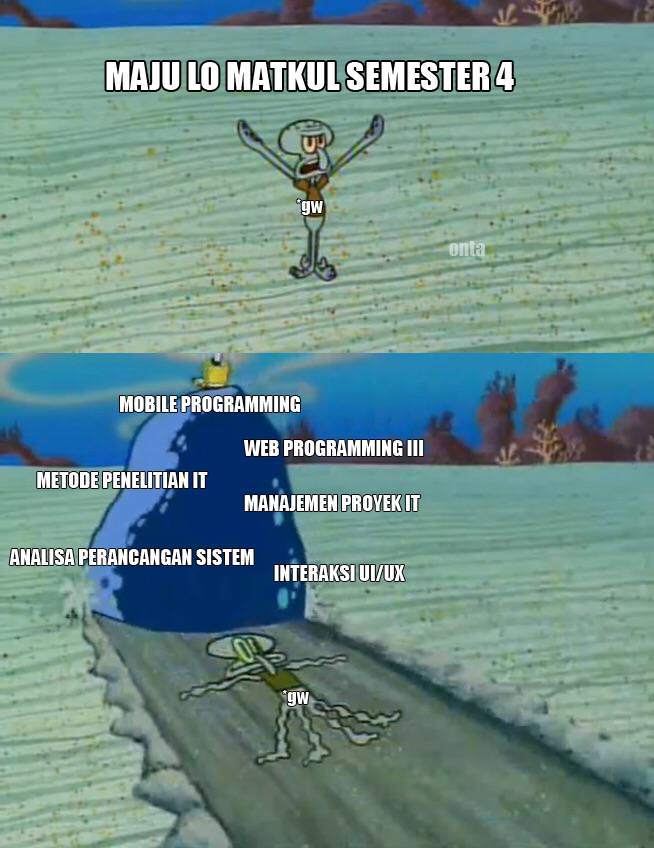 MAJU LO MATKUL SEMESTER 4
*gw
onta
MOBILE PROGRAMMING
WEB PROGRAMMING III
METODE PENELITIAN IT
MANAJEMEN PROYEK IT
ANALISA PERANCANGAN SISTEM
INTERAKSI UI/UX
*gw